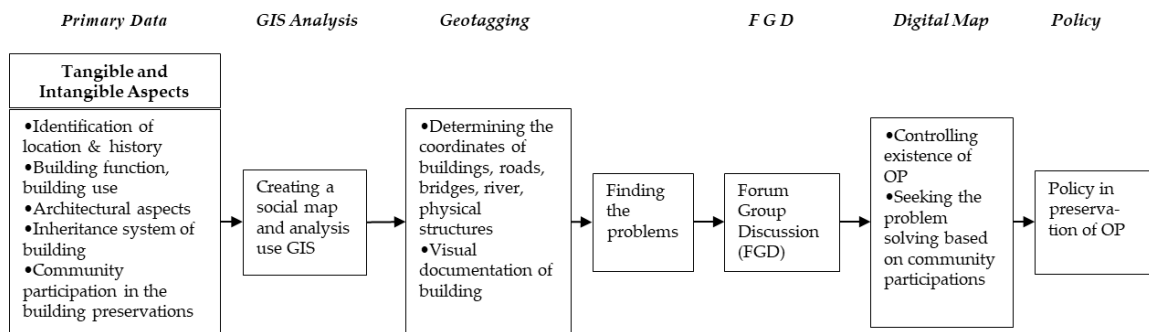 Primary Data
GIS Analysis
Geotagging
F G D
Digital Map
Policy
Tangible and
Intangible Aspects
•Identification of
location & history
•Building function,
building use
•Architectural aspects
•Inheritance system of
building
•Community
participation in the
building preservations
Creating a
social map
and analysis
use GIS
•Determining the
coordinates of
buildings, roads,
bridges, river,
physical
structures
•Visual
documentation of
building
Finding
the
problems
Forum
Group
Discussion
(FGD)
•Controlling
existence of
OP
•Seeking the
problem
solving based
on community
participations
Policy in
preserva-
tion of OP